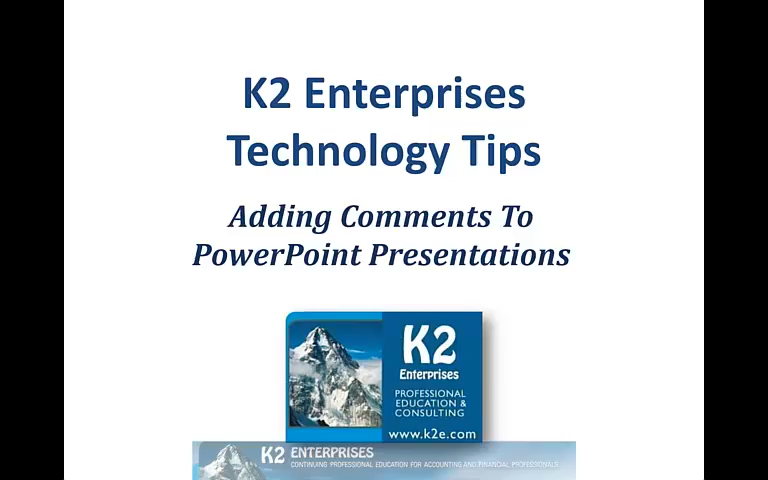 K2 Enterprises
Technology Tips
Adding Comments To
PowerPoint Presentations
K2
Enterprises
PROFESSIONAL
EDUCATION &
CONSULTING
www.k2e.com
K2 ENTERPRISES
CONTINUING PROFESSIONAL EDUCATION FOR ACCOUNTING AND FINANCIAL PROFESSIONALS